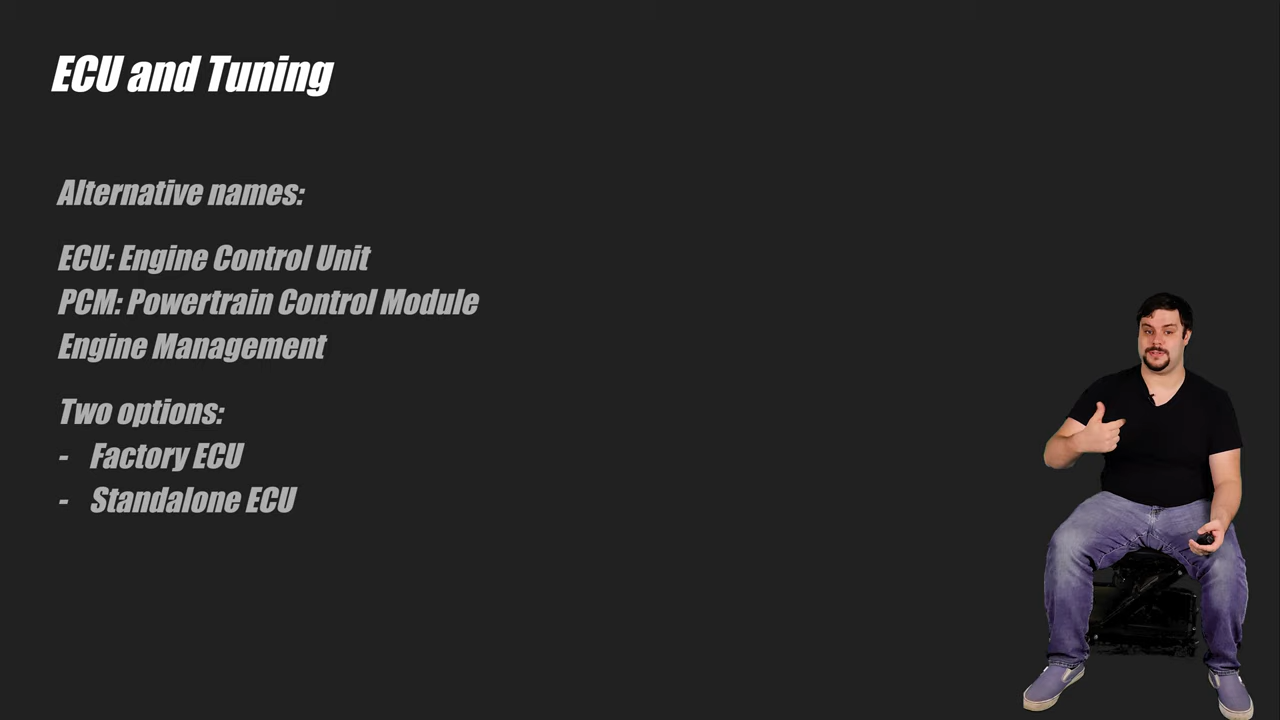 ECU and Tuning
Alternative names:
ECU: Engine Control Unit
PCM: Powertrain Control Module
Engine Management
Two options:
- Factory ECU
- Standalone ECU